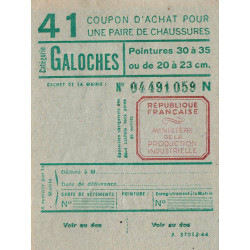 41 COUPON D'ACHAT POUR
UNE PAIRE DE CHAUSSURES
Catégorie GALOCHES
Pointures 30 à 35
ou de 20 à 23 cm.
CACHET DE LA MAIRIE :
N° 04491059 N
RÉPUBLIQUE
FRANÇAISE
MINISTÈRE
DE LA
PRODUCTION
INDUSTRIELLE
Délivré à M.
Date de délivrance
CARTE DE VÊTEMENTS
POINTURE :
Enregistrement à la Mairie
N°
N°
Voir au dos
Voir au dos